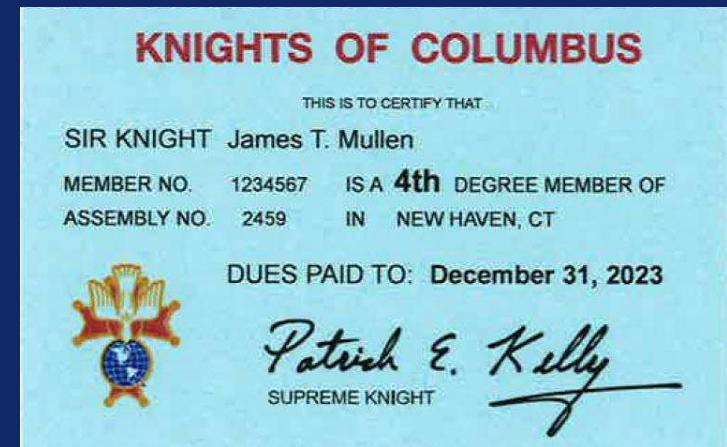 KNIGHTS OF COLUMBUS
THIS IS TO CERTIFY THAT
SIR KNIGHT James T. Mullen
MEMBER NO. 1234567 IS A 4th DEGREE MEMBER OF
ASSEMBLY NO. 2459 IN NEW HAVEN, CT
DUES PAID TO: December 31, 2023
Patrick E. Kelly
SUPREME KNIGHT